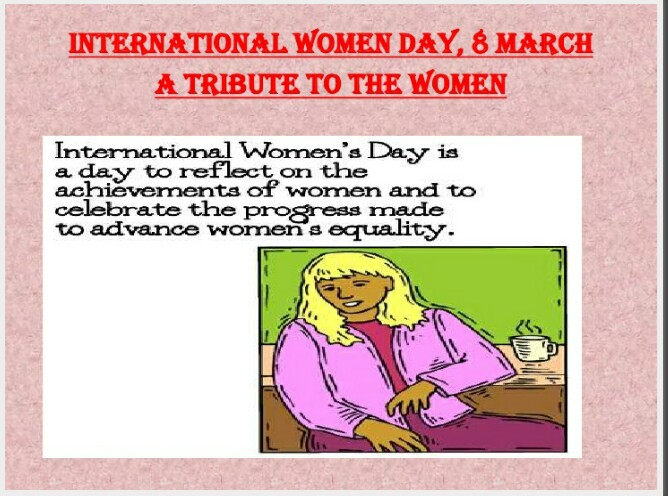 INTERNATIONAL WOMEN DAY, 8 MARCH
A TRIBUTE TO THE WOMEN
International Women's Day is
a day to reflect on the
achievements of women and to
celebrate the progress made
to advance women's equality.